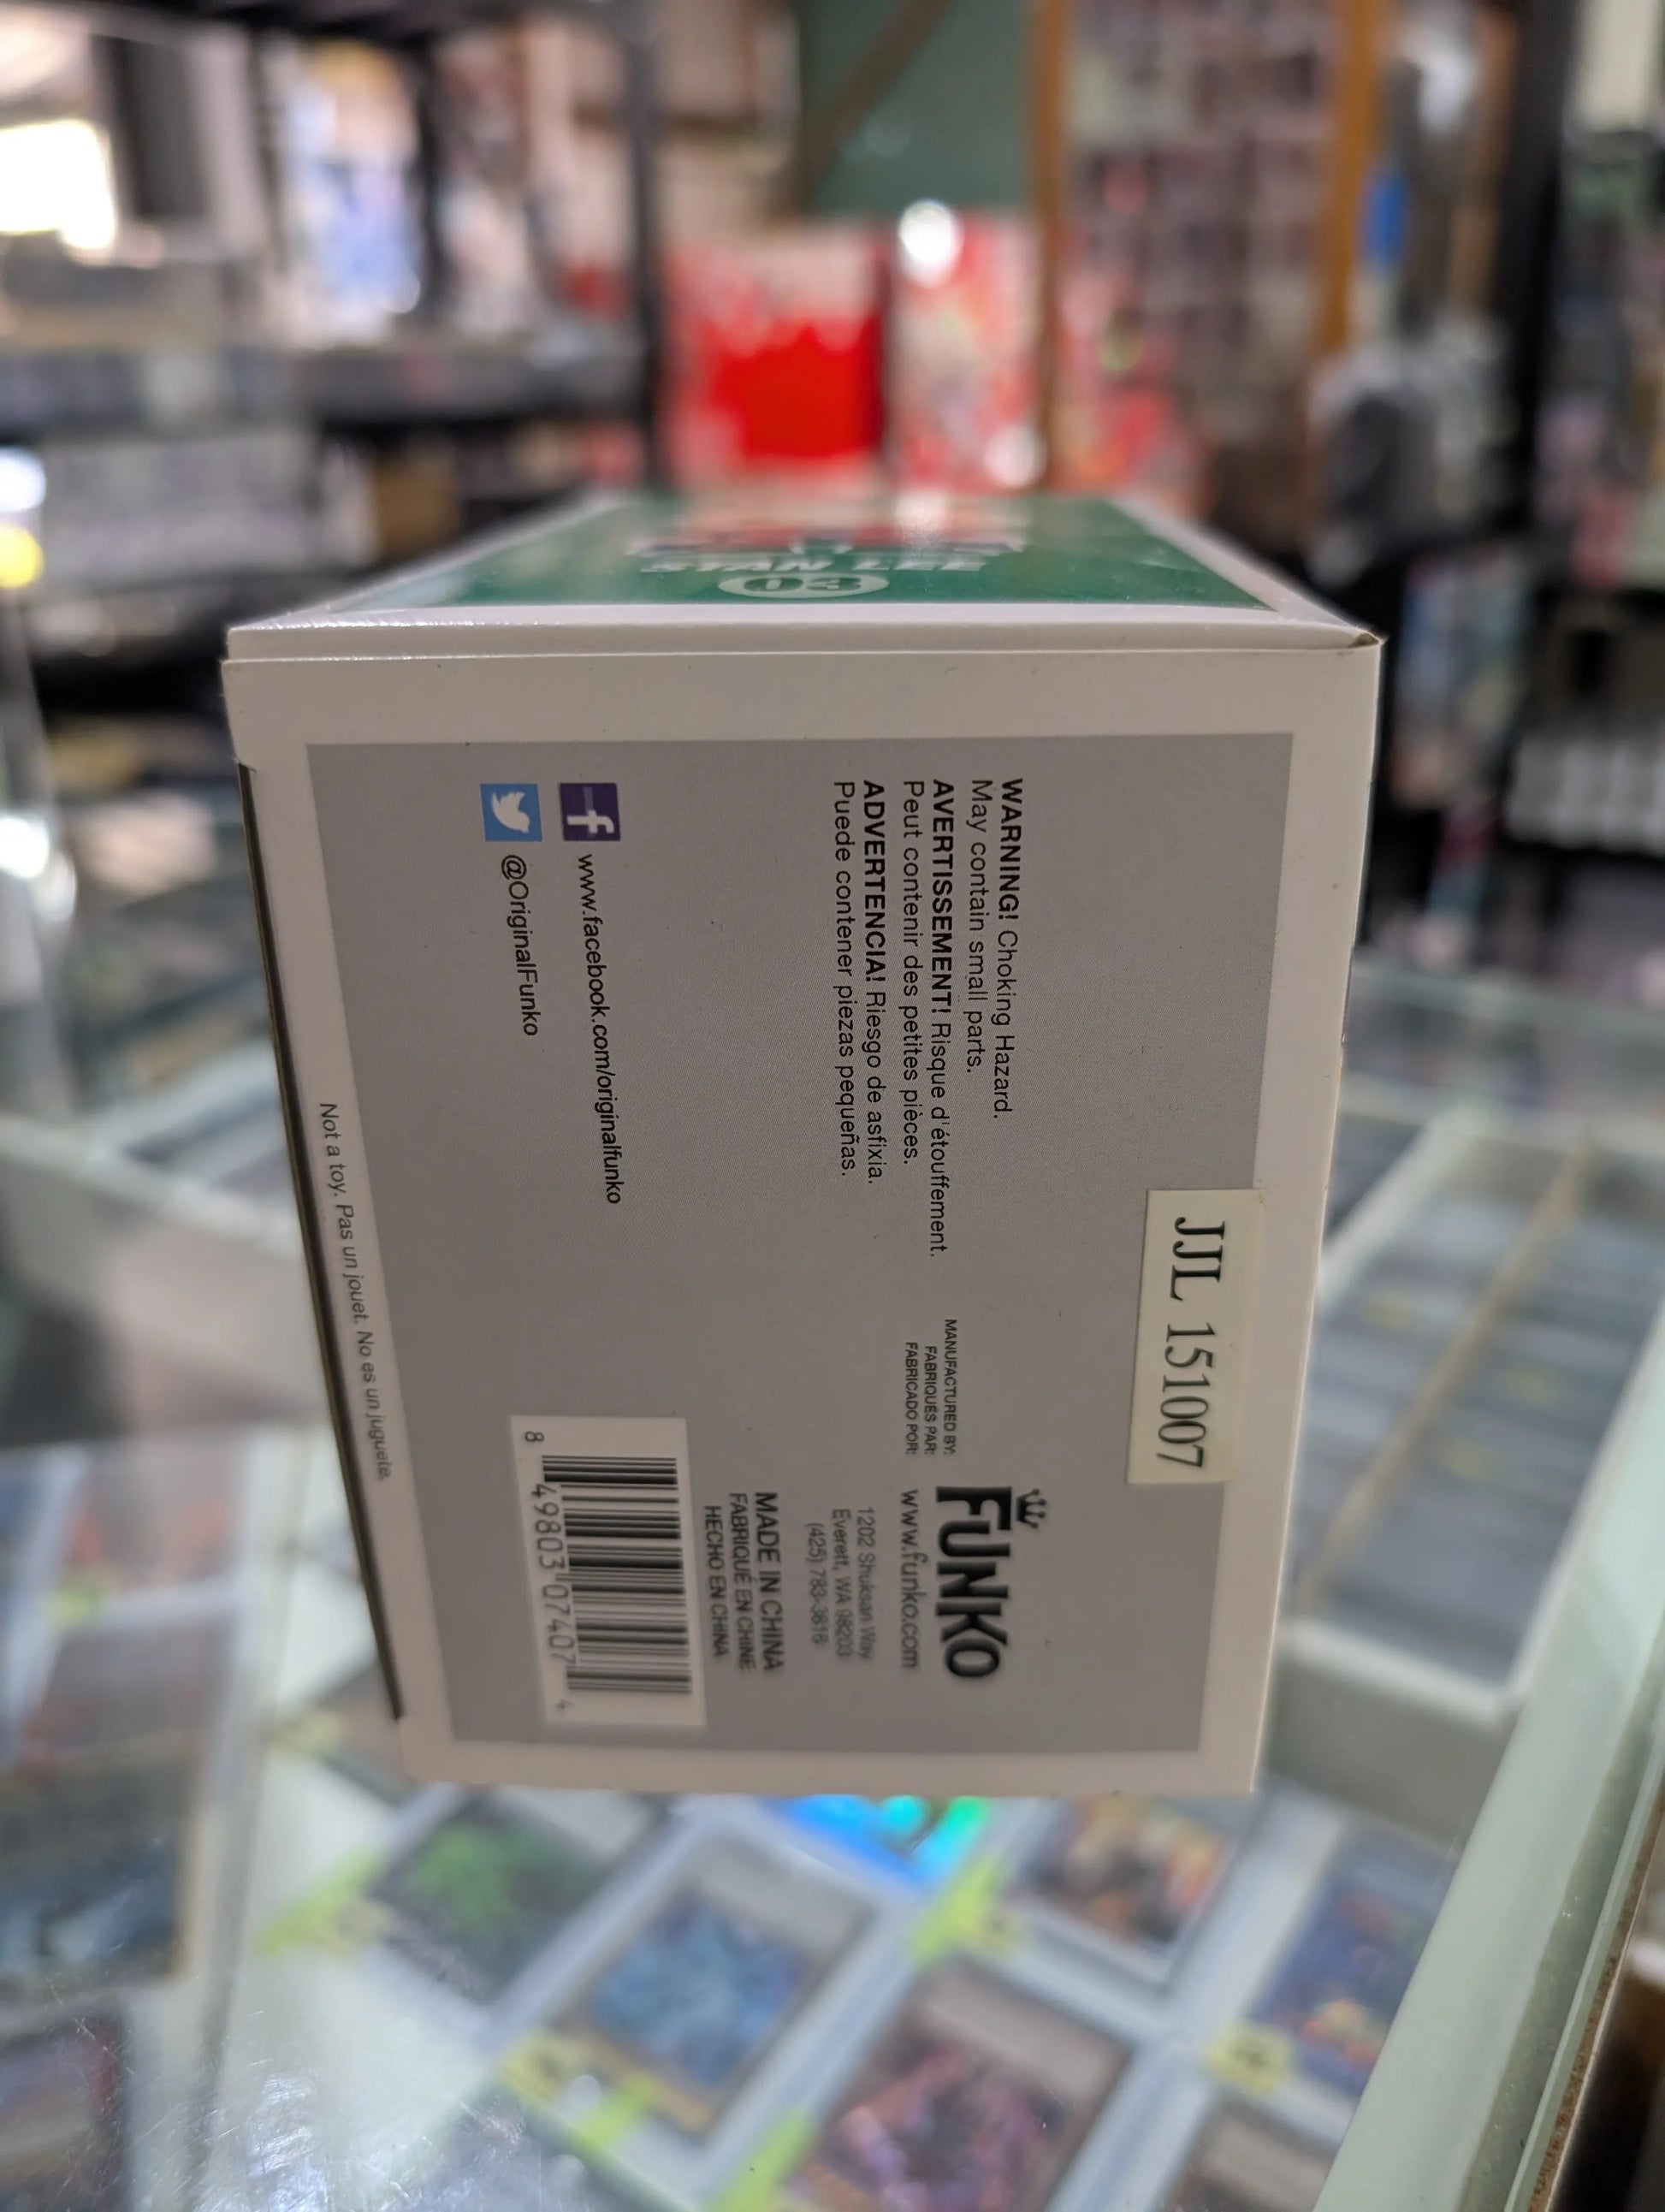 STAN LEE
03
JJL 151007
WARNING! Choking Hazard.
May contain small parts.
AVERTISSEMENT! Risque d'étouffement.
Peut contenir des petites pièces.
ADVERTENCIA! Riesgo de asfixia.
Puede contener piezas pequeñas.
www.facebook.com/originalfunko
@OriginalFunko
MANUFACTURED BY:
FABRIQUÉS PAR:
FABRICADO POR:
FUNKO
www.funko.com
1202 Shuksan Way
Everett, WA 98203
(425) 783-3616
MADE IN CHINA
FABRIQUÉ EN CHINE
HECHO EN CHINA
8 49803 07407 4
Not a toy. Pas un jouet. No es un juguete.